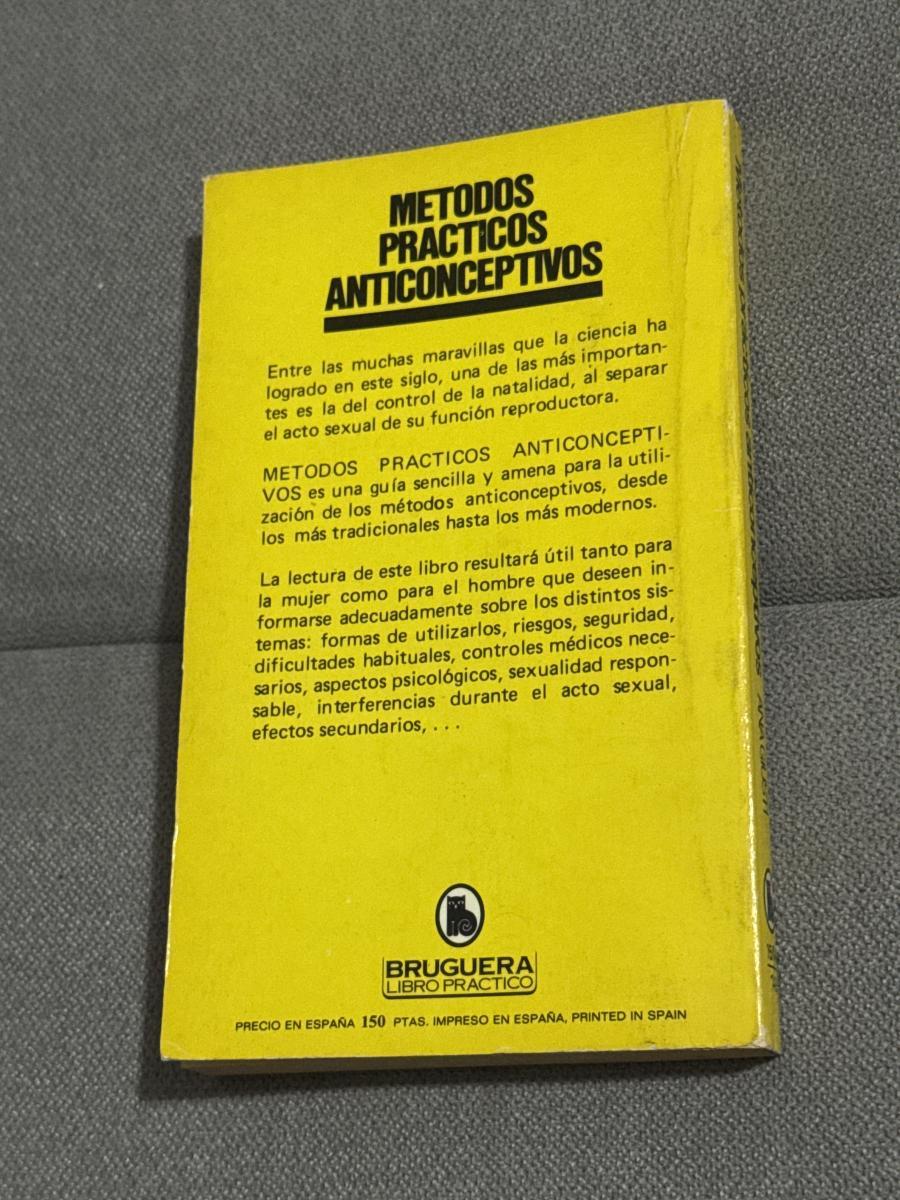 METODOS
PRACTICOS
ANTICONCEPTIVOS
Entre las muchas maravillas que la ciencia ha
logrado en este siglo, una de las más importan-
tes es la del control de la natalidad, al separar
el acto sexual de su función reproductora.
METODOS PRACTICOS ANTICONCEPTI-
VOS es una guía sencilla y amena para la utili-
zación de los métodos anticonceptivos, desde
los más tradicionales hasta los más modernos.
La lectura de este libro resultará útil tanto para
la mujer como para el hombre que deseen in-
formarse adecuadamente sobre los distintos sis-
temas: formas de utilizarlos, riesgos, seguridad,
dificultades habituales, controles médicos nece-
sarios, aspectos psicológicos, sexualidad respon-
sable, interferencias durante el acto sexual,
efectos secundarios, . . .
BRUGUERA
LIBRO PRACTICO
PRECIO EN ESPAÑA 150 PTAS. IMPRESO EN ESPAÑA, PRINTED IN SPAIN